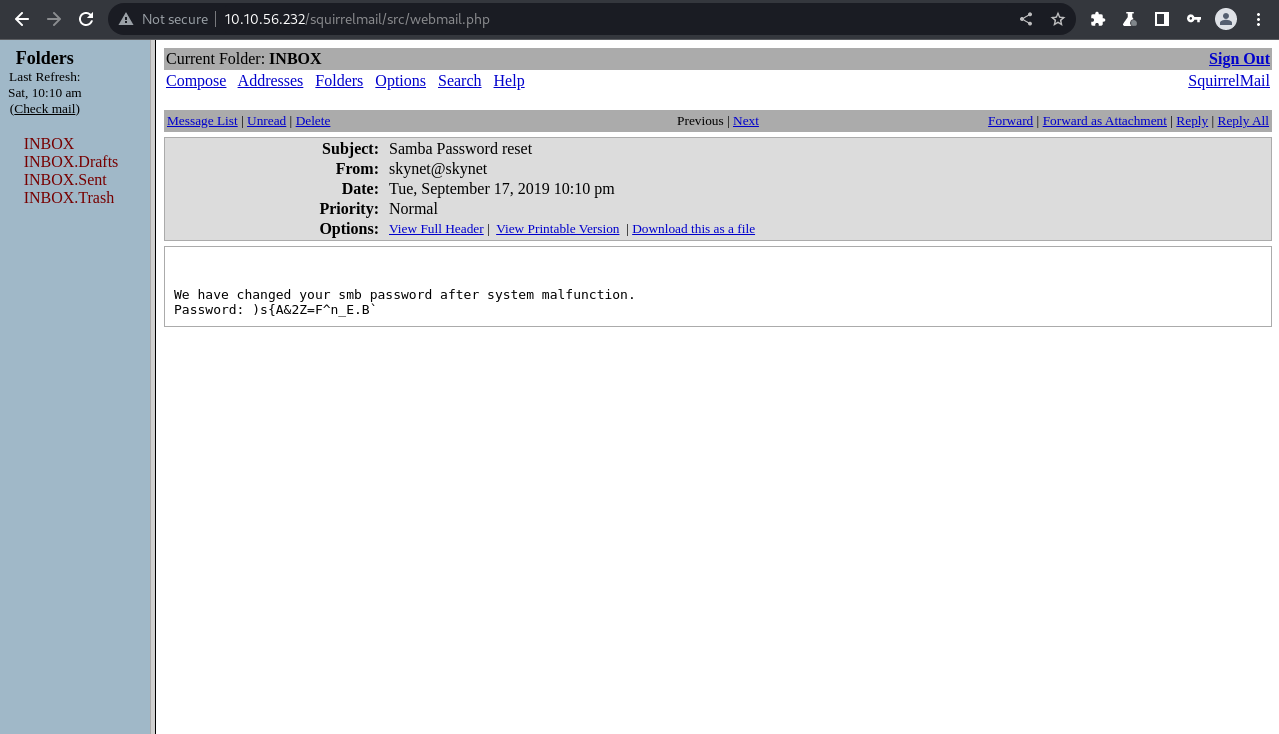 Not secure 10.10.56.232/squirrelmail/src/webmail.php
Folders
Last Refresh:
Sat, 10:10 am
(Check mail)
INBOX
INBOX.Drafts
INBOX.Sent
INBOX.Trash
Current Folder: INBOX Sign Out
Compose Addresses Folders Options Search Help SquirrelMail
Message List | Unread | Delete Previous | Next Forward | Forward as Attachment | Reply | Reply All
Subject: Samba Password reset
From: skynet@skynet
Date: Tue, September 17, 2019 10:10 pm
Priority: Normal
Options: View Full Header | View Printable Version | Download this as a file
We have changed your smb password after system malfunction.
Password: )s{A&2Z=F^n_E.B`